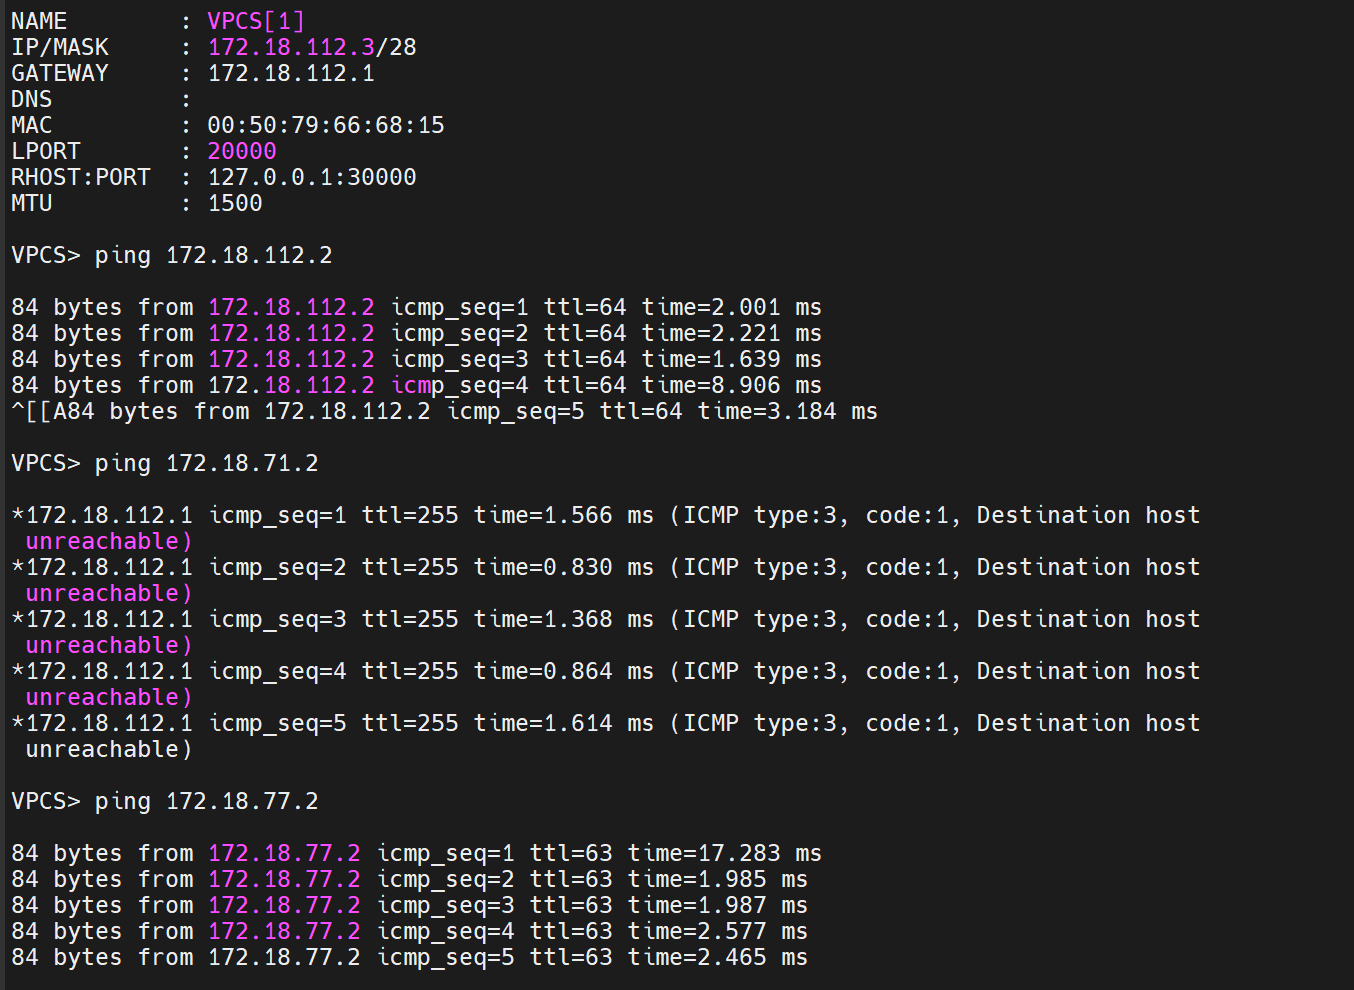 NAME        : VPCS[1]
IP/MASK     : 172.18.112.3/28
GATEWAY     : 172.18.112.1
DNS         :
MAC         : 00:50:79:66:68:15
LPORT       : 20000
RHOST:PORT  : 127.0.0.1:30000
MTU         : 1500
VPCS> ping 172.18.112.2
84 bytes from 172.18.112.2 icmp_seq=1 ttl=64 time=2.001 ms
84 bytes from 172.18.112.2 icmp_seq=2 ttl=64 time=2.221 ms
84 bytes from 172.18.112.2 icmp_seq=3 ttl=64 time=1.639 ms
84 bytes from 172.18.112.2 icmp_seq=4 ttl=64 time=8.906 ms
^[[A84 bytes from 172.18.112.2 icmp_seq=5 ttl=64 time=3.184 ms
VPCS> ping 172.18.71.2
*172.18.112.1 icmp_seq=1 ttl=255 time=1.566 ms (ICMP type:3, code:1, Destination host
unreachable)
*172.18.112.1 icmp_seq=2 ttl=255 time=0.830 ms (ICMP type:3, code:1, Destination host
unreachable)
*172.18.112.1 icmp_seq=3 ttl=255 time=1.368 ms (ICMP type:3, code:1, Destination host
unreachable)
*172.18.112.1 icmp_seq=4 ttl=255 time=0.864 ms (ICMP type:3, code:1, Destination host
unreachable)
*172.18.112.1 icmp_seq=5 ttl=255 time=1.614 ms (ICMP type:3, code:1, Destination host
unreachable)
VPCS> ping 172.18.77.2
84 bytes from 172.18.77.2 icmp_seq=1 ttl=63 time=17.283 ms
84 bytes from 172.18.77.2 icmp_seq=2 ttl=63 time=1.985 ms
84 bytes from 172.18.77.2 icmp_seq=3 ttl=63 time=1.987 ms
84 bytes from 172.18.77.2 icmp_seq=4 ttl=63 time=2.577 ms
84 bytes from 172.18.77.2 icmp_seq=5 ttl=63 time=2.465 ms